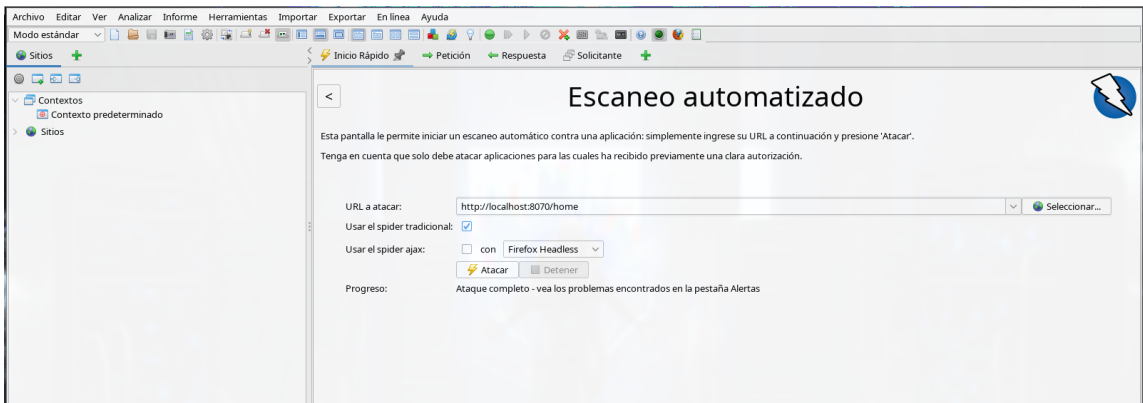 Archivo Editar Ver Analizar Informe Herramientas Importar Exportar En línea Ayuda
Modo estándar
Sitios
Inicio Rápido Petición Respuesta Solicitante
Contextos
Contexto predeterminado
Sitios
<
Escaneo automatizado
Esta pantalla le permite iniciar un escaneo automático contra una aplicación: simplemente ingrese su URL a continuación y presione 'Atacar'.
Tenga en cuenta que solo debe atacar aplicaciones para las cuales ha recibido previamente una clara autorización.
URL a atacar: http://localhost:8070/home Seleccionar...
Usar el spider tradicional:
Usar el spider ajax: con Firefox Headless
Atacar Detener
Progreso: Ataque completo - vea los problemas encontrados en la pestaña Alertas